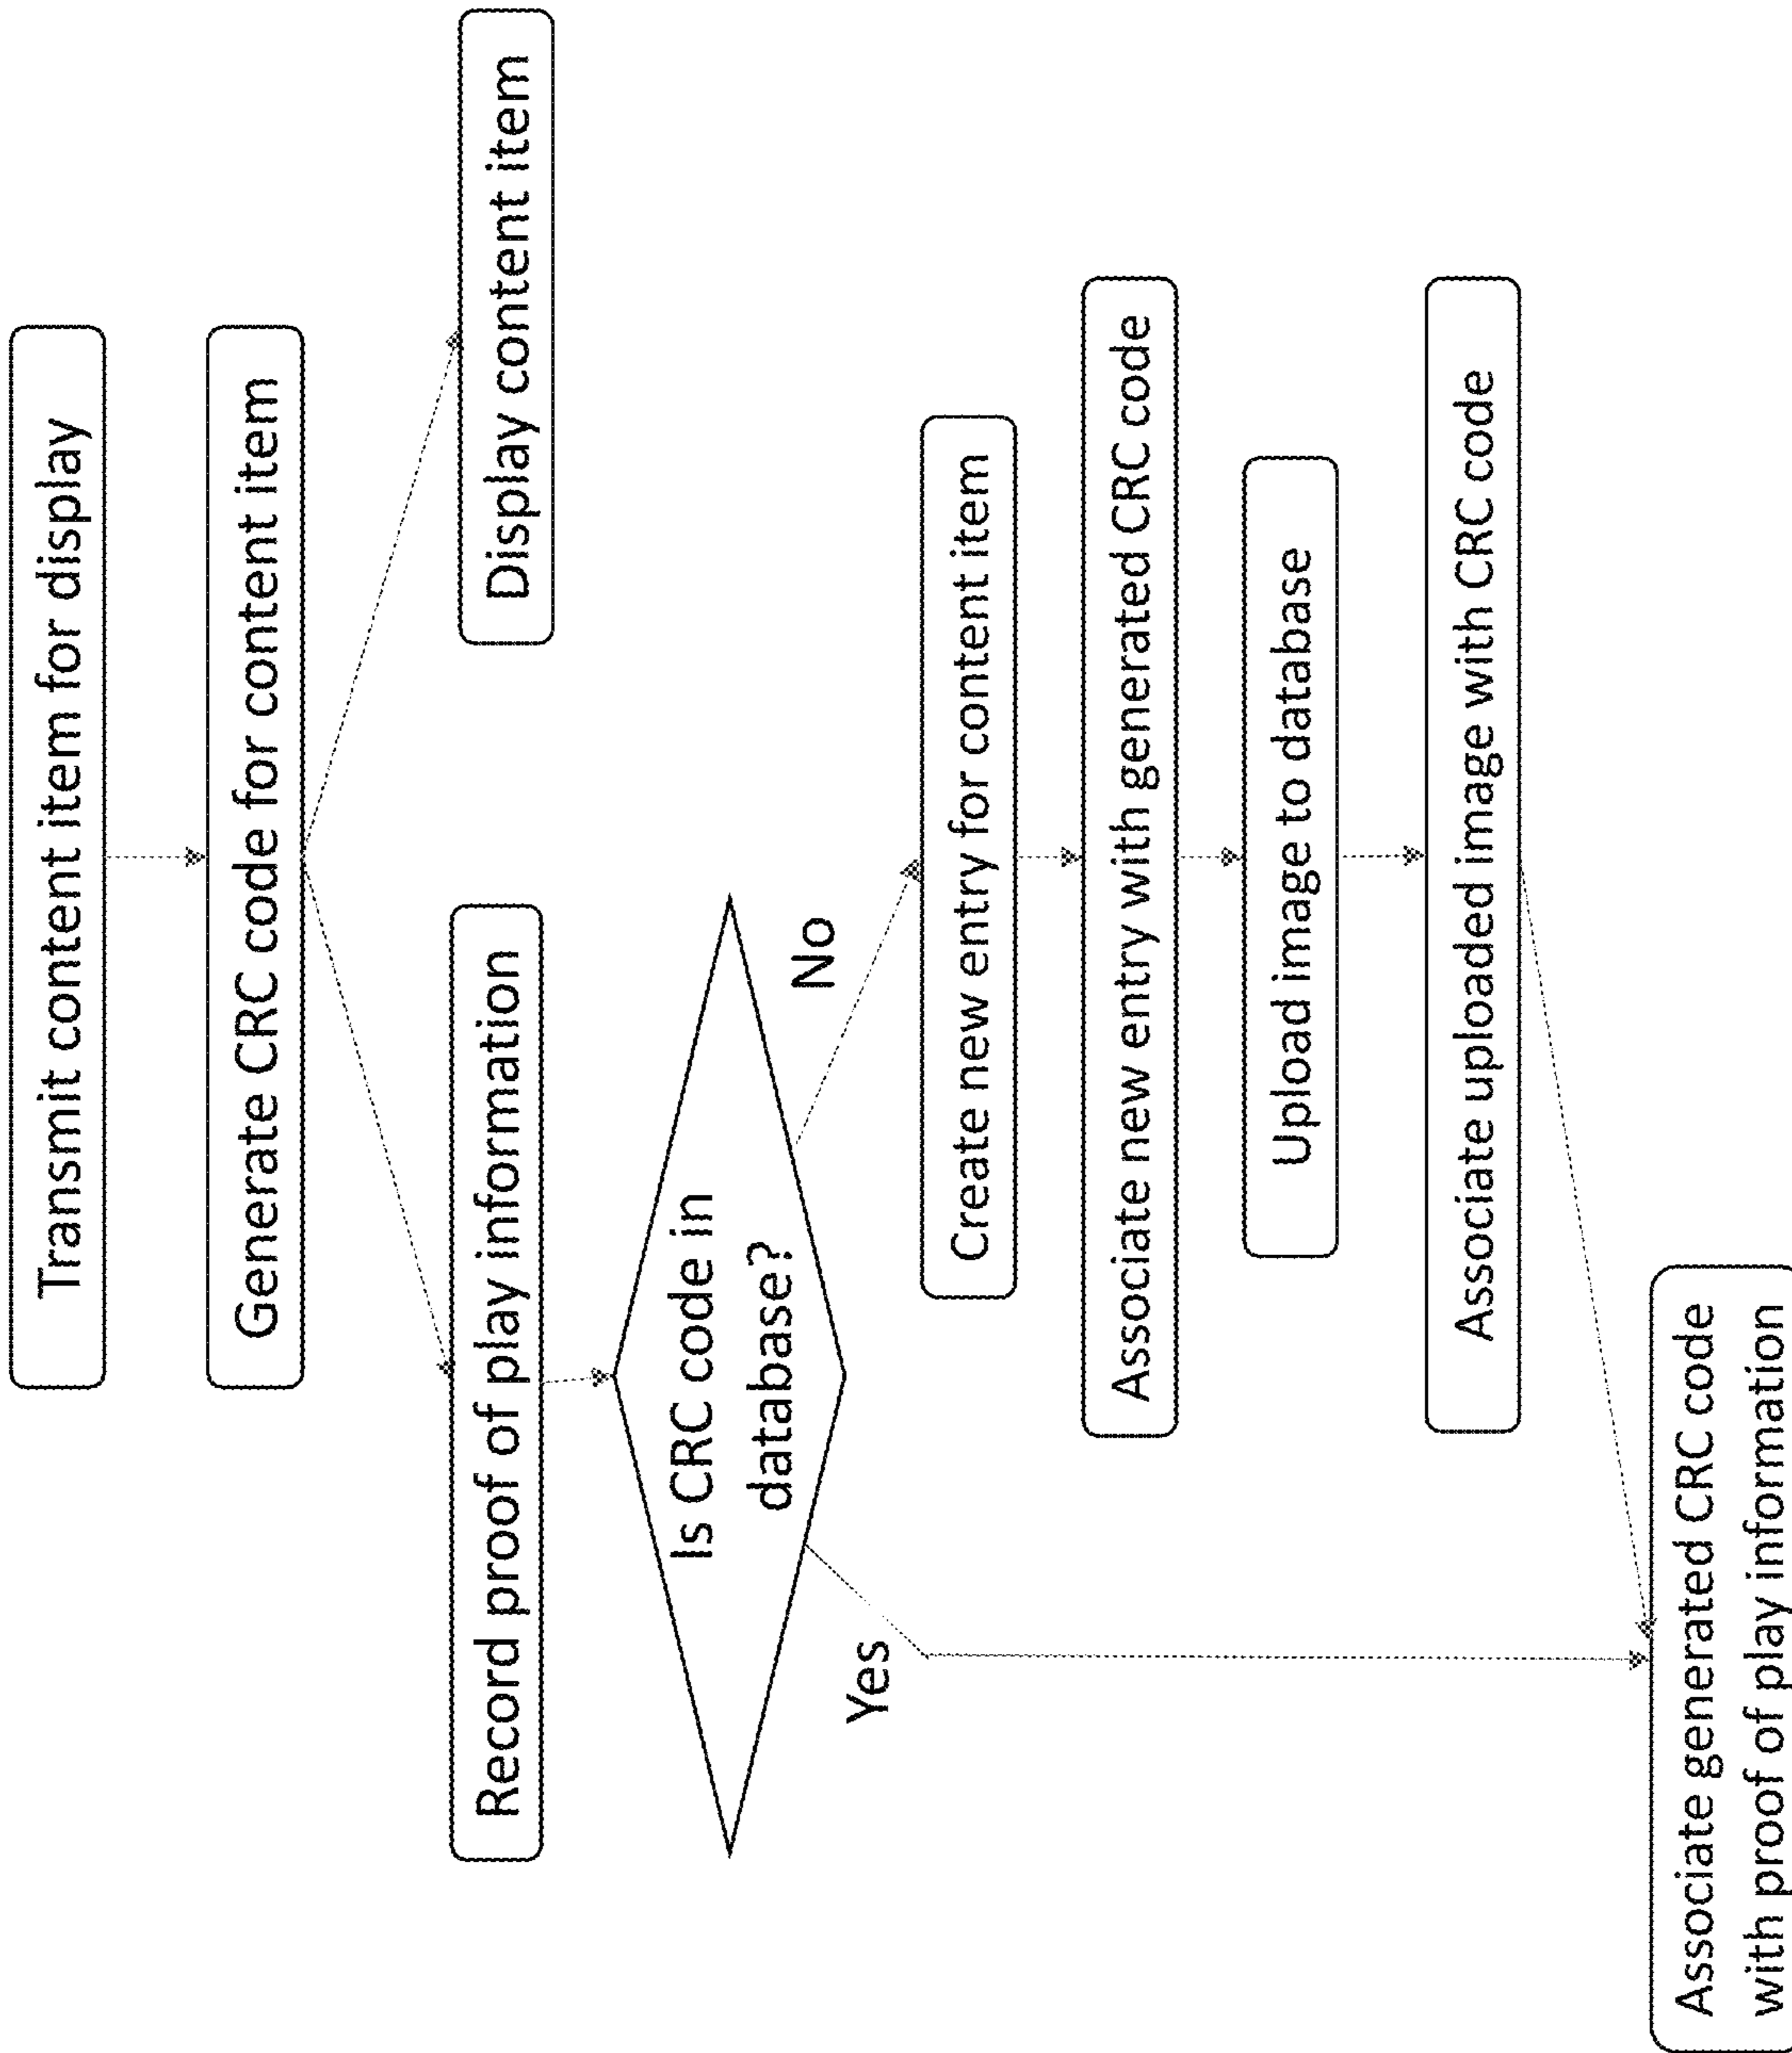 Transmit content item for display
Generate CRC code for content item
Display content item
Record proof of play information
Is CRC code in
database?
No
Yes
Create new entry for content item
Associate new entry with generated CRC code
Upload image to database
Associate uploaded image with CRC code
Associate generated CRC code
with proof of play information